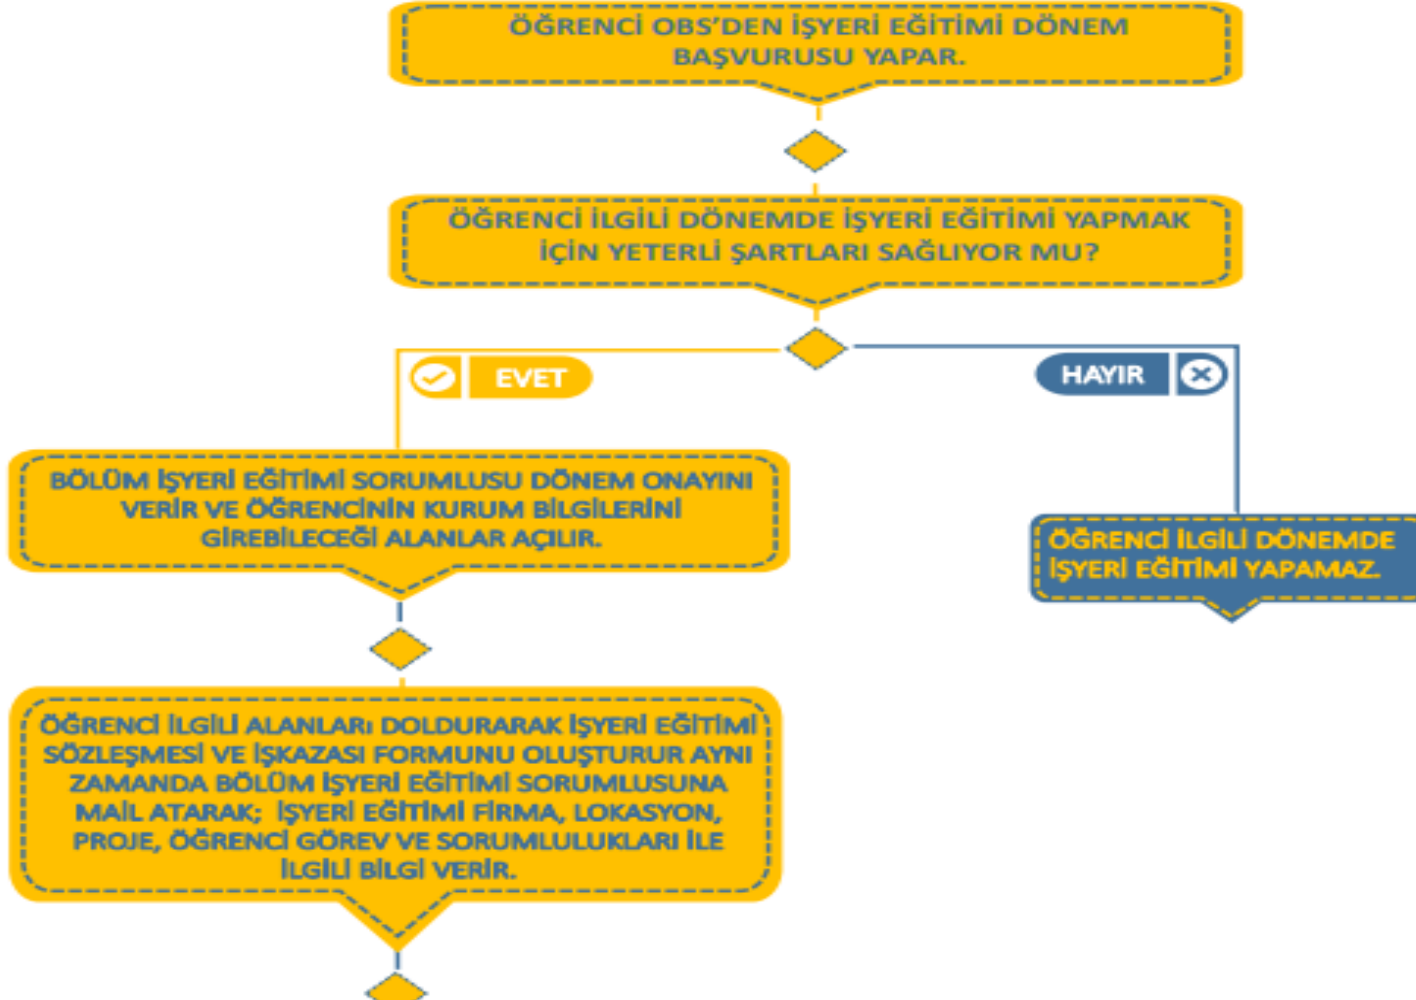 ÖĞRENCİ OBS’DEN İŞYERİ EĞİTİMİ DÖNEM
BAŞVURUSU YAPAR.
ÖĞRENCİ İLGİLİ DÖNEMDE İŞYERİ EĞİTİMİ YAPMAK
İÇİN YETERLİ ŞARTLARI SAĞLIYOR MU?
EVET
HAYIR
BÖLÜM İŞYERİ EĞİTİMİ SORUMLUSU DÖNEM ONAYINI
VERİR VE ÖĞRENCİNİN KURUM BİLGİLERİNİ
GİREBİLECEĞİ ALANLAR AÇILIR.
ÖĞRENCİ İLGİLİ DÖNEMDE
İŞYERİ EĞİTİMİ YAPAMAZ.
ÖĞRENCİ İLGİLİ ALANLARı DOLDURARAK İŞYERİ EĞİTİMİ
SÖZLEŞMESİ VE İŞKAZASI FORMUNU OLUŞTURUR AYNI
ZAMANDA BÖLÜM İŞYERİ EĞİTİMİ SORUMLUSUNA
MAİL ATARAK; İŞYERİ EĞİTİMİ FİRMA, LOKASYON,
PROJE, ÖĞRENCİ GÖREV VE SORUMLULUKLARI İLE
İLGİLİ BİLGİ VERİR.